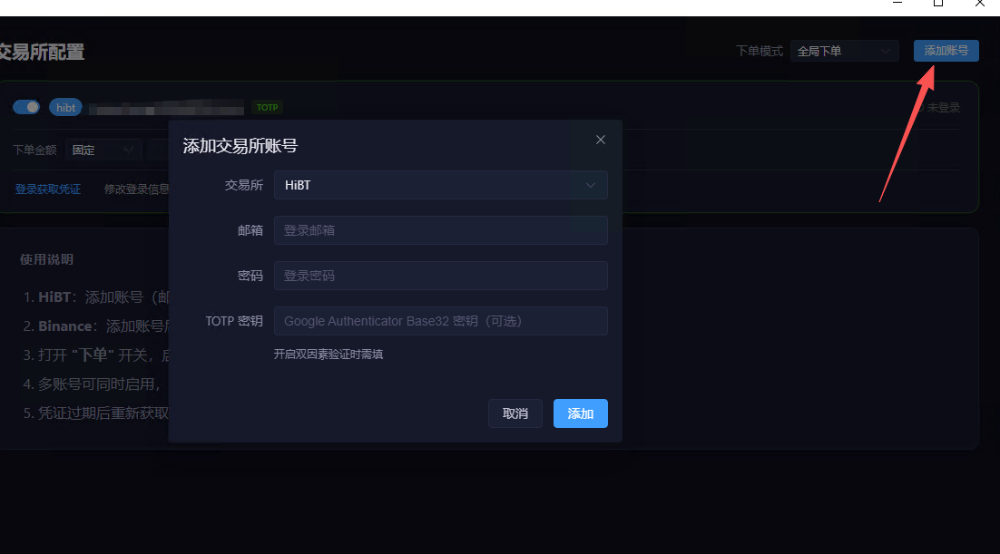 交易所配置
下单模式 全局下单 添加账号
hibt TOTP 未登录
下单金额 固定
登录获取凭证 修改登录信息
添加交易所账号
交易所 HiBT
邮箱 登录邮箱
密码 登录密码
TOTP 密钥 Google Authenticator Base32 密钥（可选）
开启双因素验证时需填
取消 添加
使用说明
1. HiBT：添加账号（邮
2. Binance：添加账号后
3. 打开 "下单" 开关，
4. 多账号可同时启用，
5. 凭证过期后重新获取